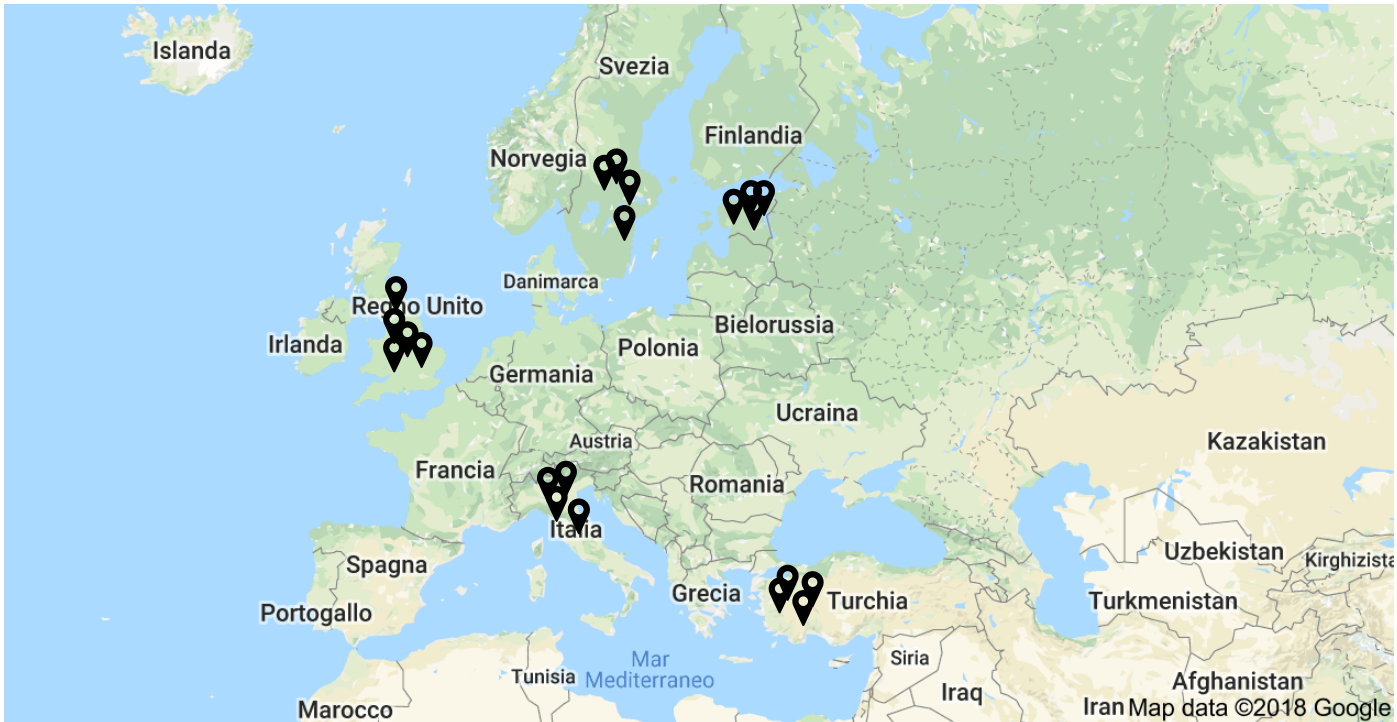 Islanda
Svezia
Finlandia
Norvegia
Danimarca
Regno Unito
Irlanda
Bielorussia
Polonia
Germania
Ucraina
Austria
Kazakistan
Francia
Romania
Italia
Uzbekistan
Kirghizista
Spagna
Grecia
Turchia
Turkmenistan
Portogallo
Siria
Mar
Mediterraneo
Tunisia
Afghanistan
Iraq
Marocco
Iran
Map data ©2018 Google